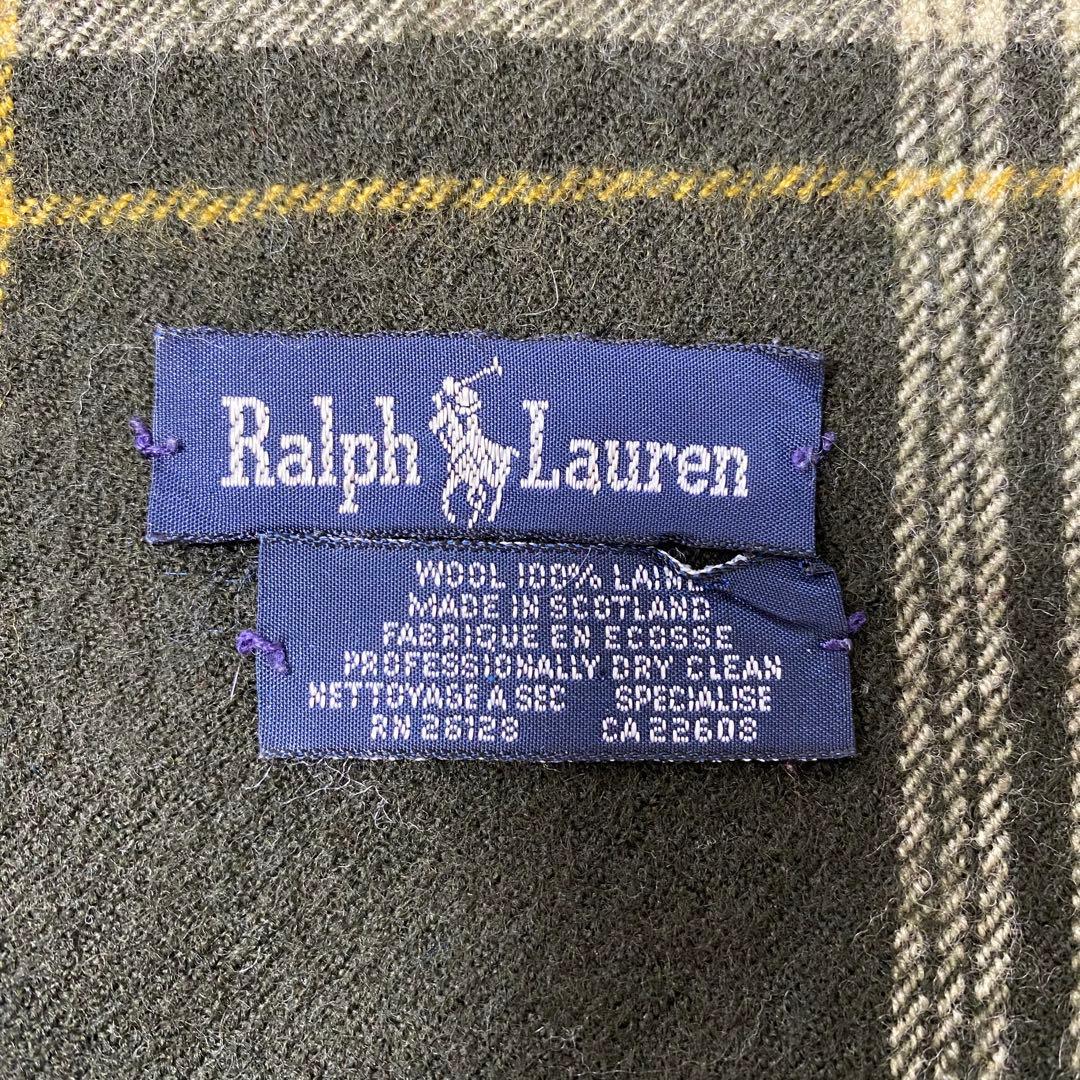 Ralph Lauren
WOOL 100% LAINE
MADE IN SCOTLAND
FABRIQUE EN ECOSSE
PROFESSIONALLY DRY CLEAN
NETTOYAGE A SEC SPECIALISE
RN 26128 CA 22608